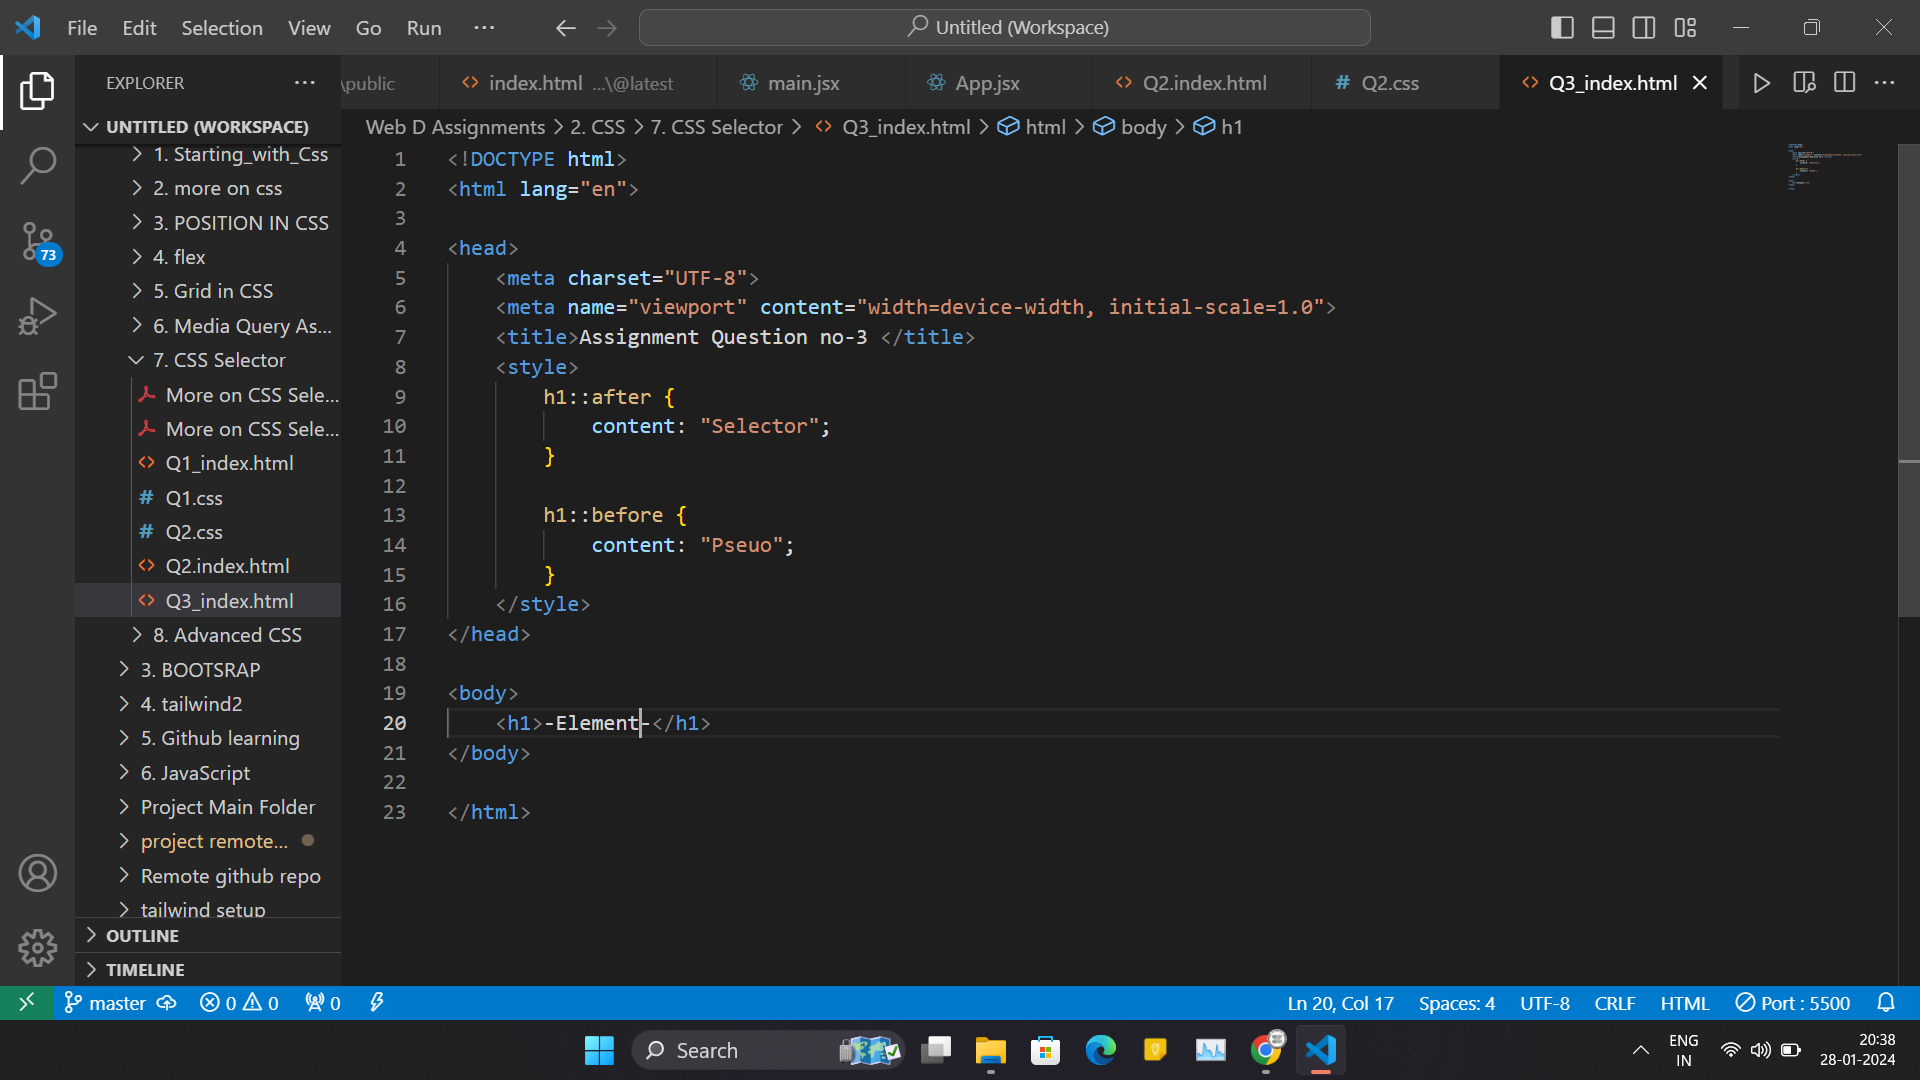 File Edit Selection View Go Run ··· Untitled (Workspace)
EXPLORER ···
\public index.html ...\@latest main.jsx App.jsx Q2.index.html # Q2.css Q3_index.html
UNTITLED (WORKSPACE)
1. Starting_with_Css
2. more on css
3. POSITION IN CSS
4. flex
5. Grid in CSS
6. Media Query As...
7. CSS Selector
More on CSS Sele...
More on CSS Sele...
Q1_index.html
# Q1.css
# Q2.css
Q2.index.html
Q3_index.html
8. Advanced CSS
3. BOOTSRAP
4. tailwind2
5. Github learning
6. JavaScript
Project Main Folder
project remote...
Remote github repo
tailwind setup
OUTLINE
TIMELINE
73
Web D Assignments > 2. CSS > 7. CSS Selector > Q3_index.html > html > body > h1
1 <!DOCTYPE html>
2 <html lang="en">
3
4 <head>
5 <meta charset="UTF-8">
6 <meta name="viewport" content="width=device-width, initial-scale=1.0">
7 <title>Assignment Question no-3 </title>
8 <style>
9 h1::after {
10 content: "Selector";
11 }
12
13 h1::before {
14 content: "Pseuo";
15 }
16 </style>
17 </head>
18
19 <body>
20 <h1>-Element-</h1>
21 </body>
22
23 </html>
master 0 0 0 Ln 20, Col 17 Spaces: 4 UTF-8 CRLF HTML Port : 5500
Search
ENG
IN
20:38
28-01-2024